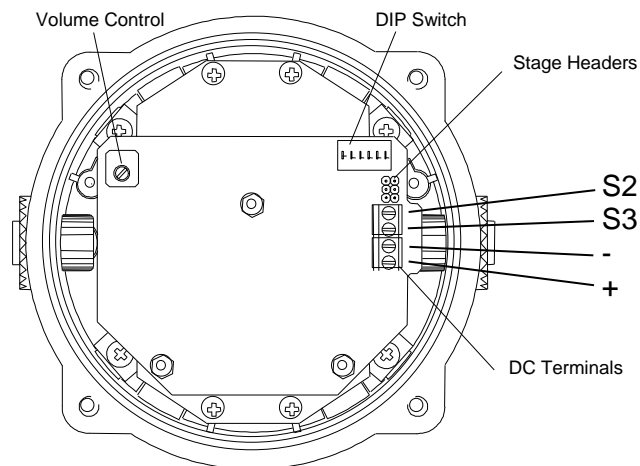 Volume Control
DIP Switch
Stage Headers
S2
S3
-
+
DC Terminals